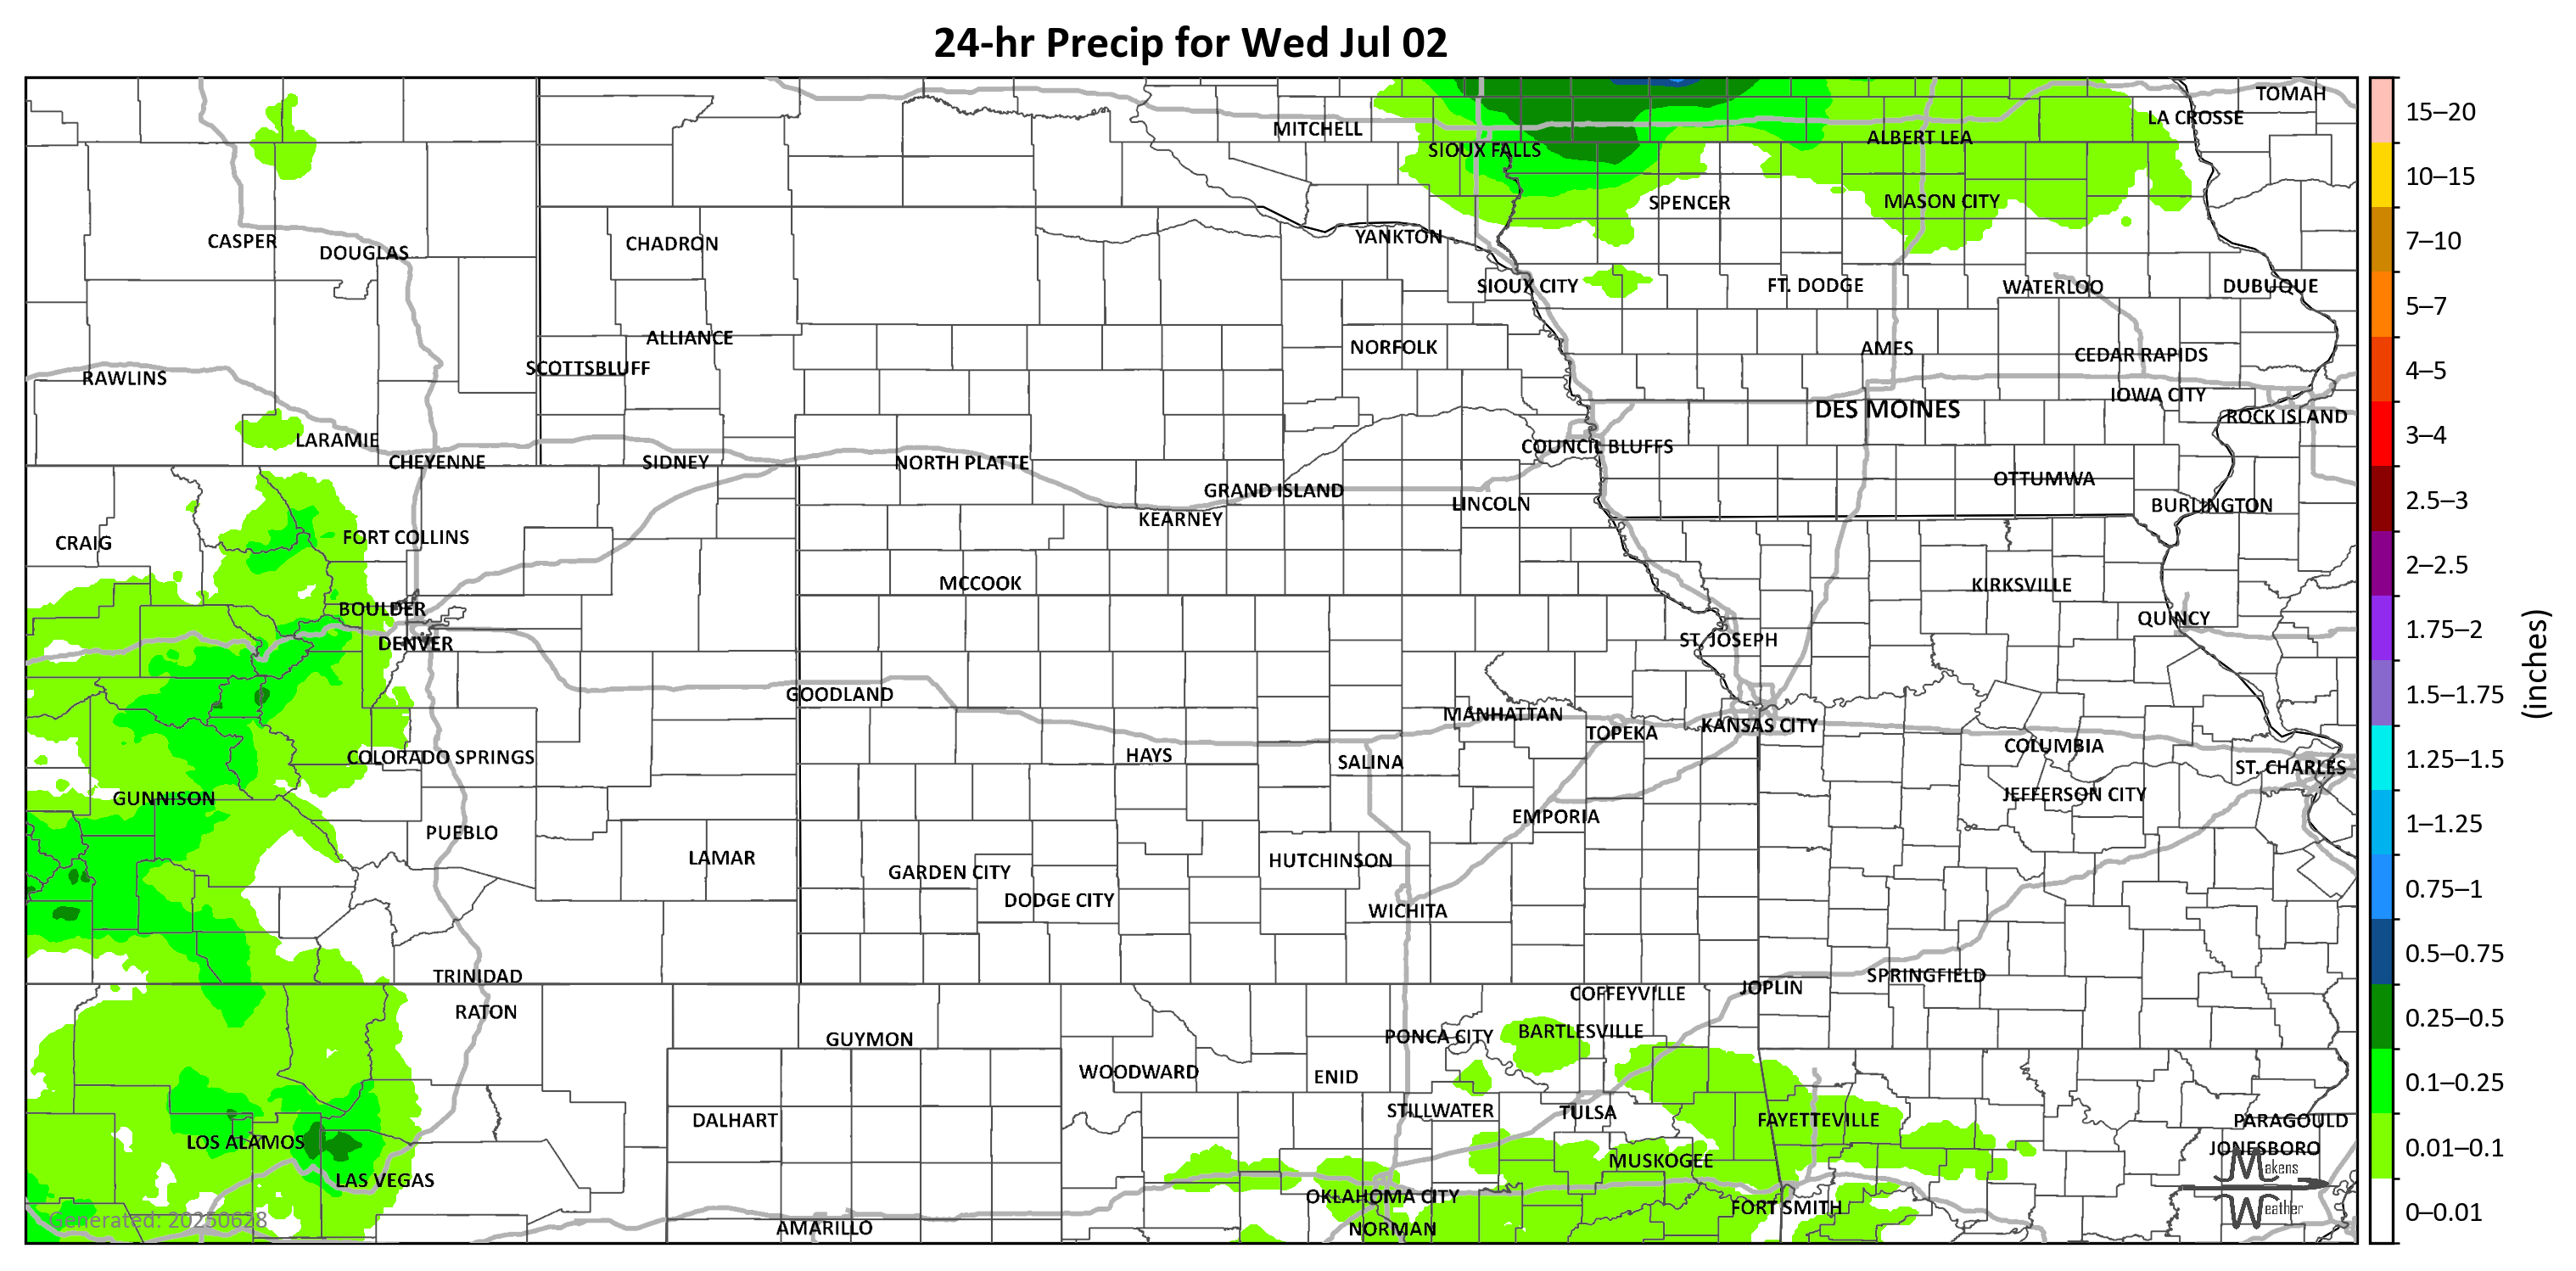 24-hr Precip for Wed Jul 02
TOMAH
LA CROSSE
MITCHELL
ALBERT LEA
SIOUX FALLS
SPENCER
MASON CITY
CASPER
DOUGLAS
CHADRON
YANKTON
SIOUX CITY
FT. DODGE
WATERLOO
DUBUQUE
ALLIANCE
NORFOLK
AMES
CEDAR RAPIDS
SCOTTSBLUFF
RAWLINS
IOWA CITY
DES MOINES
ROCK ISLAND
LARAMIE
COUNCIL BLUFFS
CHEYENNE
SIDNEY
NORTH PLATTE
OTTUMWA
GRAND ISLAND
LINCOLN
BURLINGTON
KEARNEY
CRAIG
FORT COLLINS
MCCOOK
KIRKSVILLE
BOULDER
QUINCY
DENVER
ST. JOSEPH
GOODLAND
MANHATTAN
TOPEKA
KANSAS CITY
COLUMBIA
COLORADO SPRINGS
HAYS
SALINA
ST. CHARLES
GUNNISON
JEFFERSON CITY
EMPORIA
PUEBLO
LAMAR
HUTCHINSON
GARDEN CITY
DODGE CITY
WICHITA
TRINIDAD
SPRINGFIELD
JOPLIN
COFFEYVILLE
RATON
GUYMON
PONCA CITY
BARTLESVILLE
WOODWARD
ENID
STILLWATER
TULSA
DALHART
FAYETTEVILLE
PARAGOULD
LOS ALAMOS
JONESBORO
MUSKOGEE
LAS VEGAS
OKLAHOMA CITY
FORT SMITH
AMARILLO
NORMAN
Generated: 20250628
Makens
Weather
15–20
10–15
7–10
5–7
4–5
3–4
2.5–3
2–2.5
1.75–2
1.5–1.75
1.25–1.5
1–1.25
0.75–1
0.5–0.75
0.25–0.5
0.1–0.25
0.01–0.1
0–0.01
(inches)